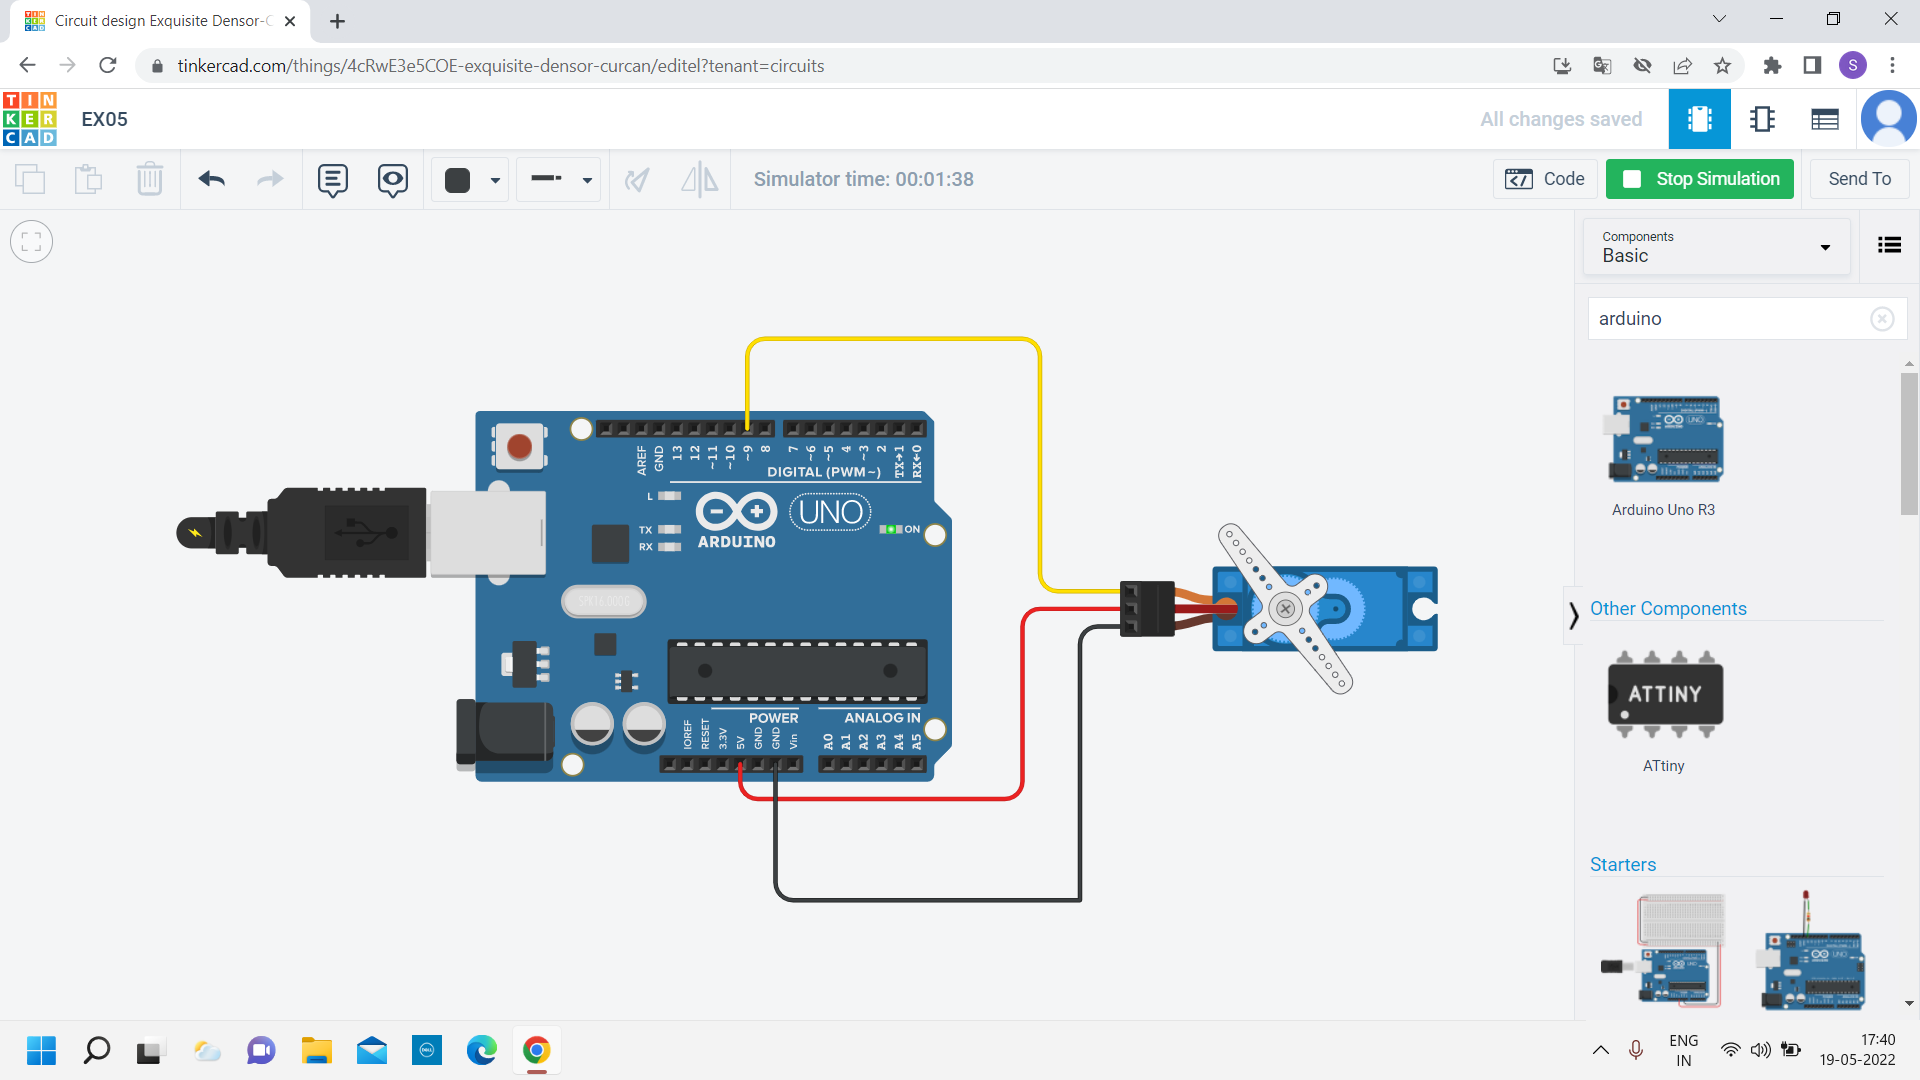 Circuit design Exquisite Densor-C
tinkercad.com/things/4cRwE3e5COE-exquisite-densor-curcan/editel?tenant=circuits
S
TIN
KER
CAD
EX05
All changes saved
Simulator time: 00:01:38
Code
Stop Simulation
Send To
Components
Basic
arduino
Arduino Uno R3
Other Components
ATTINY
ATtiny
Starters
AREF
GND
13
12
~11
~10
~9
8
7
~6
~5
4
~3
2
TX→1
RX←0
DIGITAL (PWM~)
L
TX
RX
UNO
ARDUINO
ON
SPK16.000G
POWER
ANALOG IN
IOREF
RESET
3.3V
5V
GND
GND
Vin
A0
A1
A2
A3
A4
A5
DELL
ENG
IN
17:40
19-05-2022